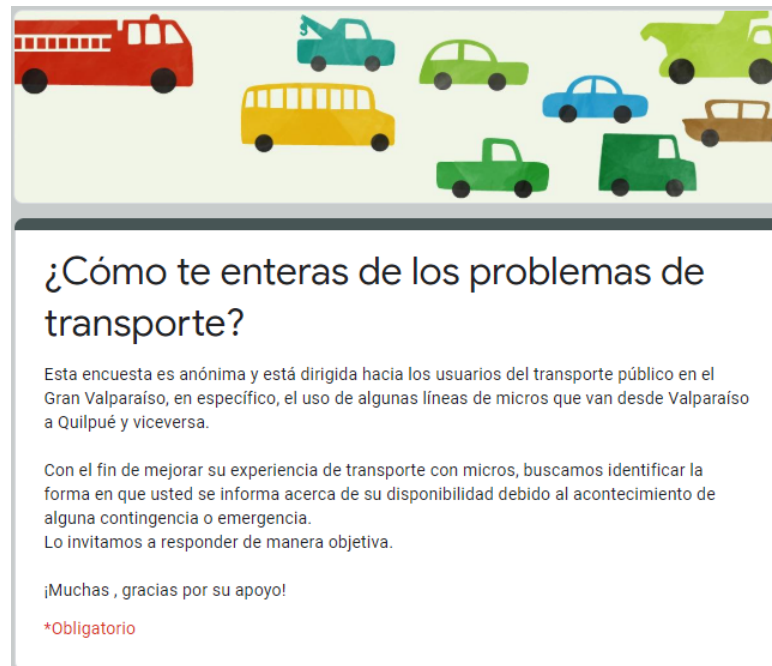 ¿Cómo te enteras de los problemas de
transporte?
Esta encuesta es anónima y está dirigida hacia los usuarios del transporte público en el
Gran Valparaíso, en específico, el uso de algunas líneas de micros que van desde Valparaíso
a Quilpué y viceversa.
Con el fin de mejorar su experiencia de transporte con micros, buscamos identificar la
forma en que usted se informa acerca de su disponibilidad debido al acontecimiento de
alguna contingencia o emergencia.
Lo invitamos a responder de manera objetiva.
¡Muchas , gracias por su apoyo!
*Obligatorio